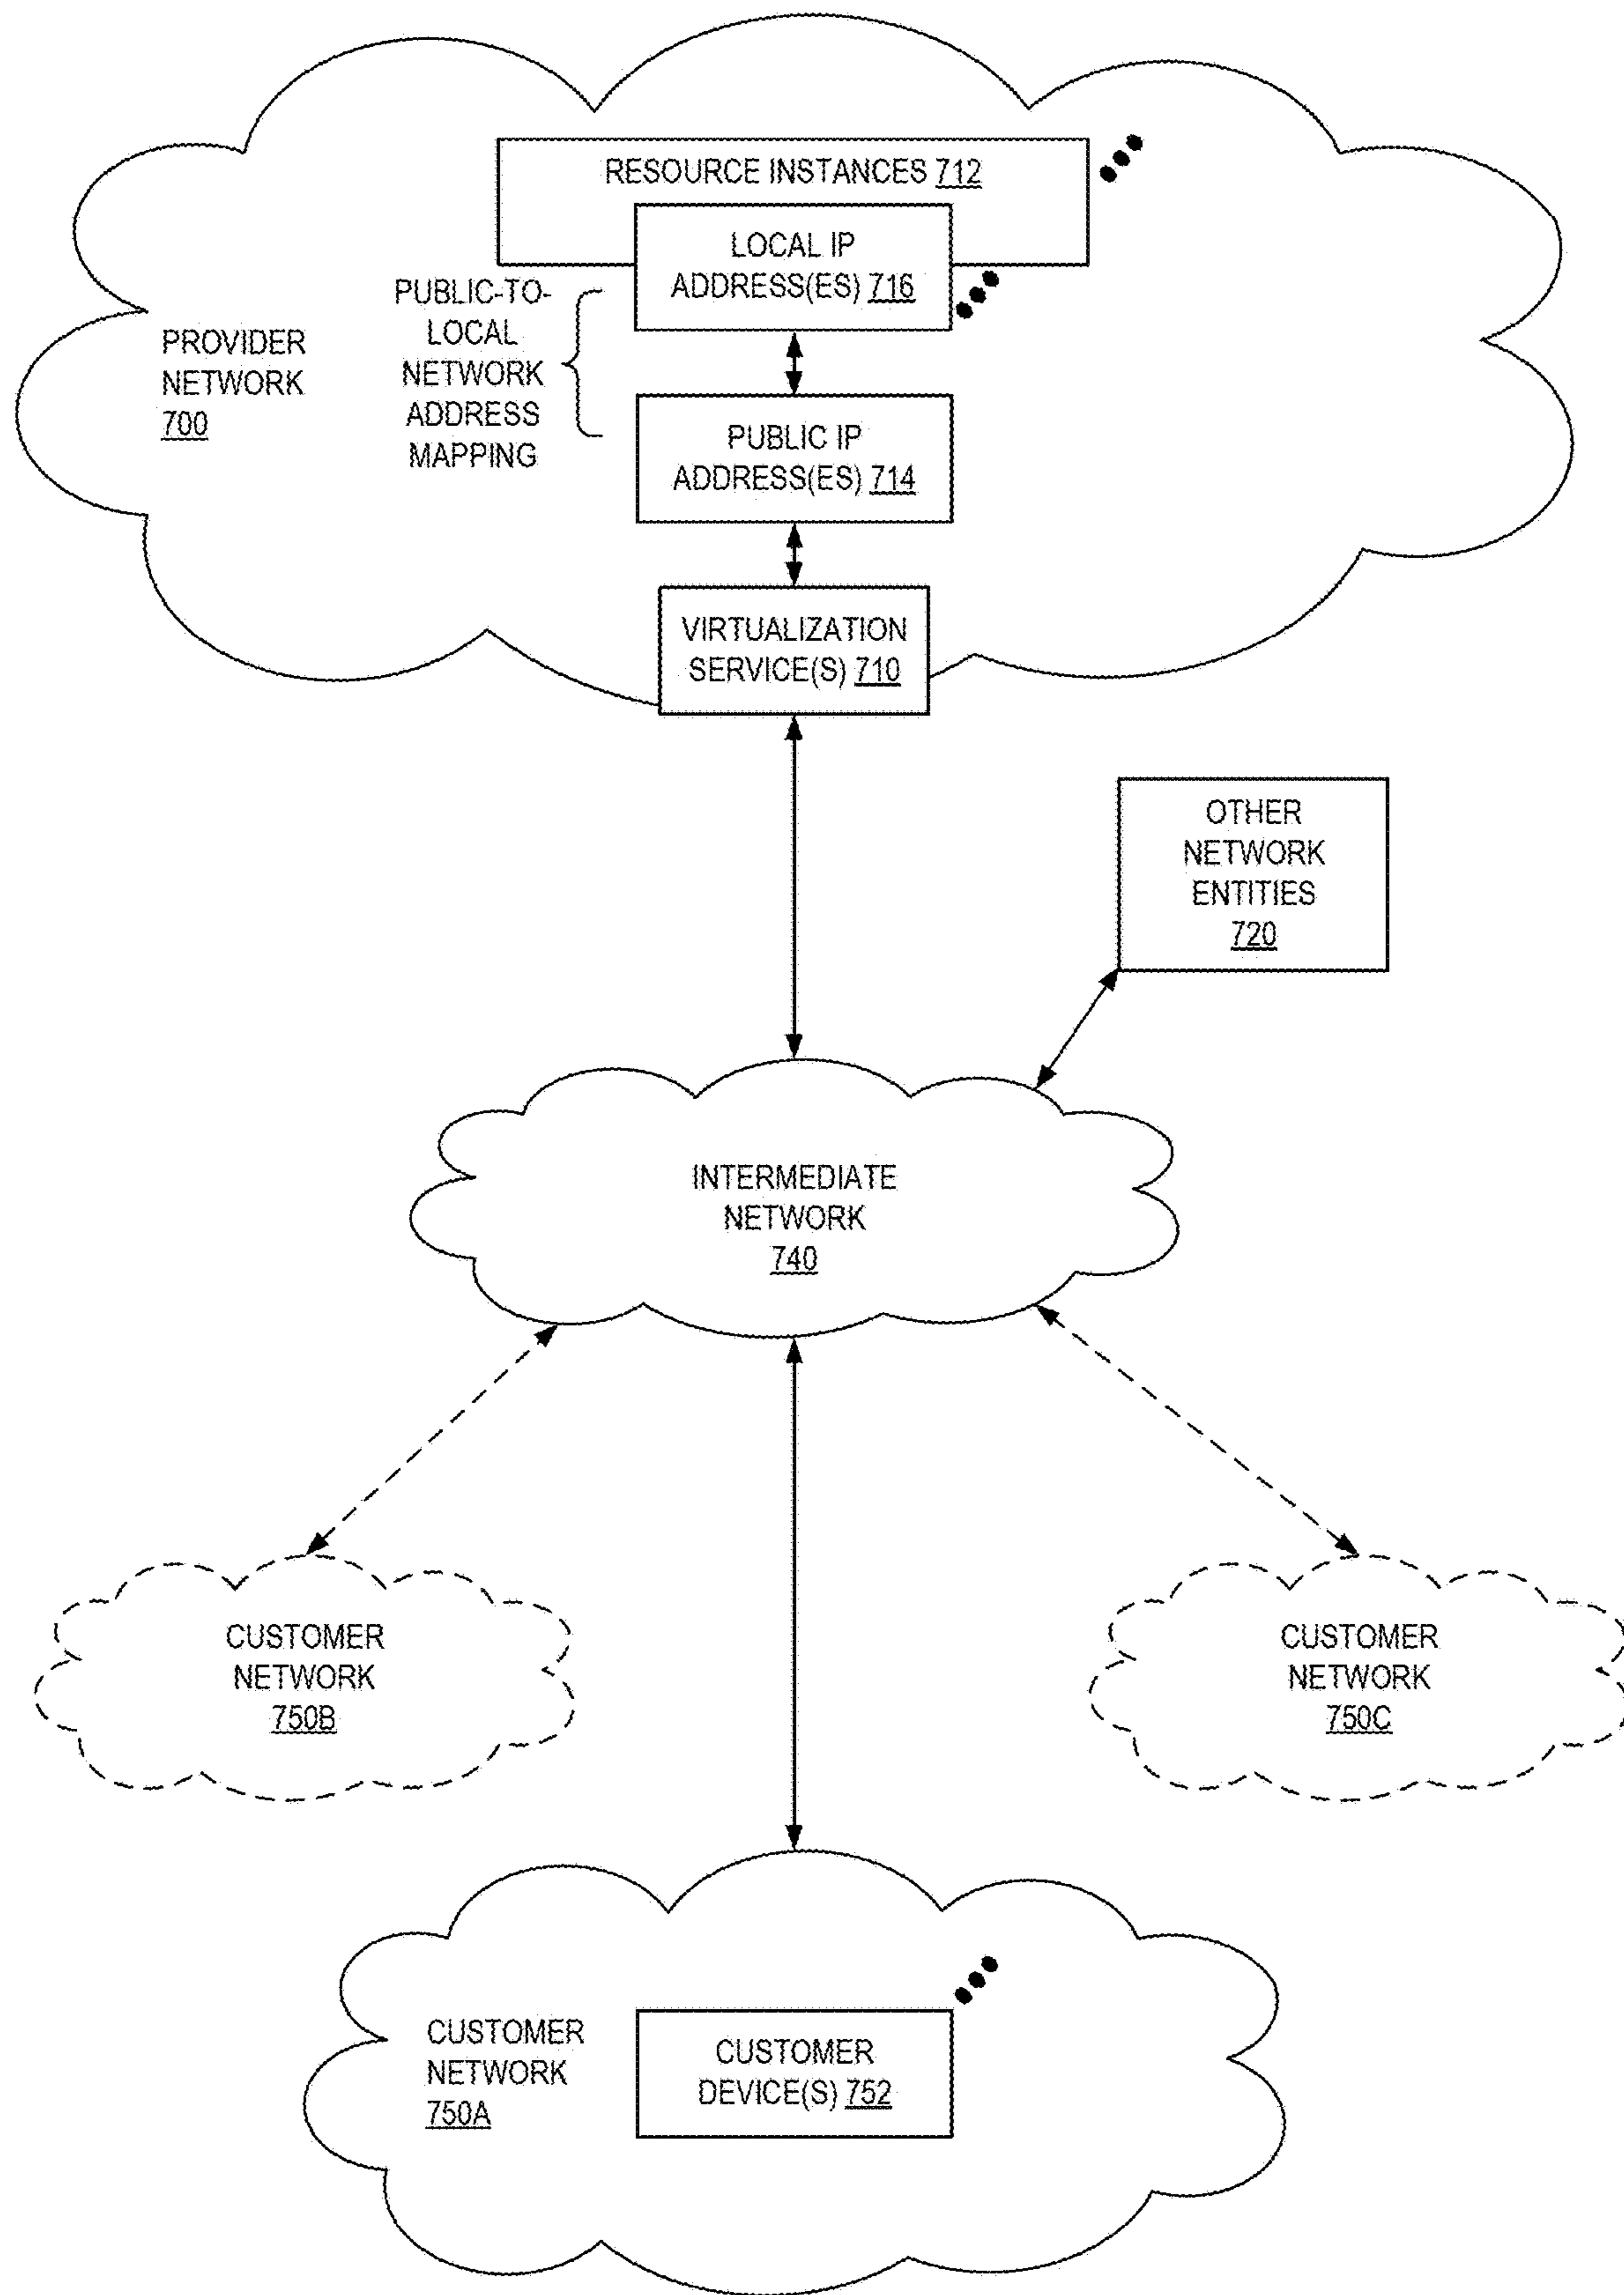 RESOURCE INSTANCES 712
LOCAL IP
ADDRESS(ES) 716
PUBLIC-TO-
LOCAL
NETWORK
ADDRESS
MAPPING
PROVIDER
NETWORK
700
PUBLIC IP
ADDRESS(ES) 714
VIRTUALIZATION
SERVICE(S) 710
OTHER
NETWORK
ENTITIES
720
INTERMEDIATE
NETWORK
740
CUSTOMER
NETWORK
750B
CUSTOMER
NETWORK
750C
CUSTOMER
NETWORK
750A
CUSTOMER
DEVICE(S) 752